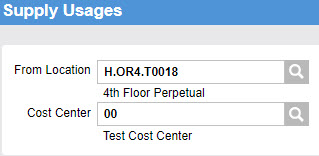 Supply Usages
From Location H.OR4.T0018
4th Floor Perpetual
Cost Center 00
Test Cost Center